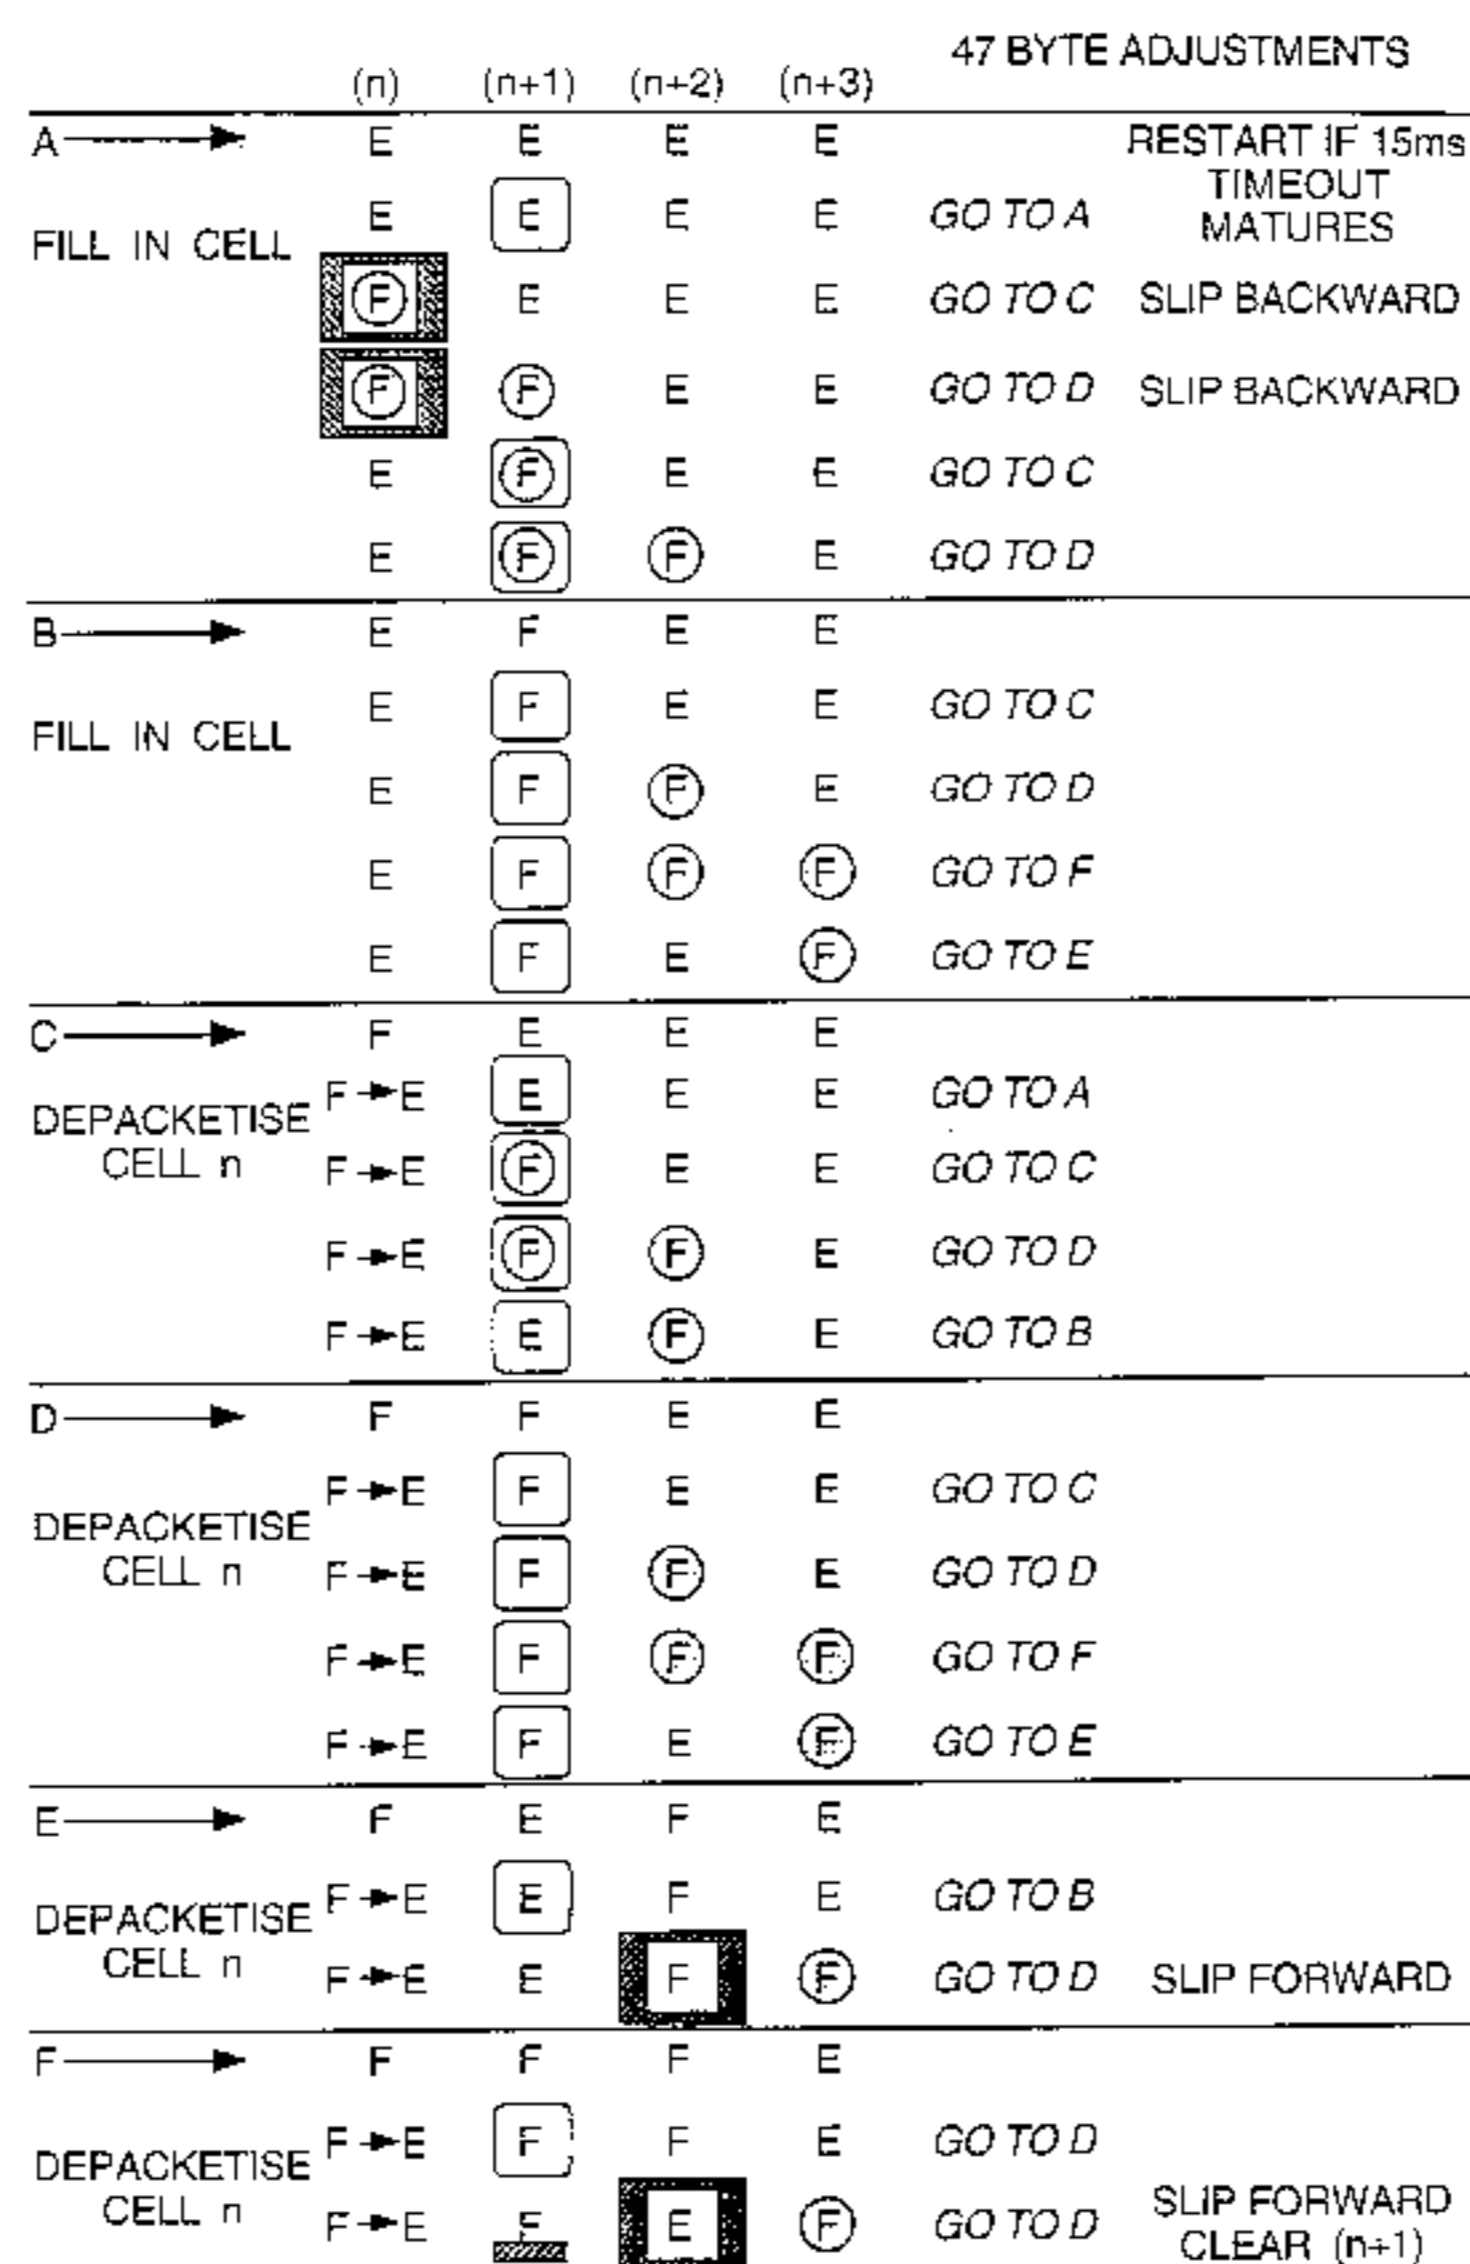 47 BYTE ADJUSTMENTS
(n) (n+1) (n+2) (n+3)
A E E E E RESTART IF 15ms
TIMEOUT
E E E E GO TO A MATURES
FILL IN CELL
F E E E GO TO C SLIP BACKWARD
F F E E GO TO D SLIP BACKWARD
E F E E GO TO C
E F F E GO TO D
B E F E E
E F E E GO TO C
FILL IN CELL
E F F E GO TO D
E F F F GO TO F
E F E F GO TO E
C F E E E
F E E E E GO TO A
DEPACKETISE
CELL n
F E F E E GO TO C
F E F F E GO TO D
F E E F E GO TO B
D F F E E
F E F E E GO TO C
DEPACKETISE
CELL n
F E F F E GO TO D
F E F F F GO TO F
F E F E F GO TO E
E F E F E
F E E F E GO TO B
DEPACKETISE
CELL n
F E E F F GO TO D SLIP FORWARD
F F F F E
F E F F E GO TO D
DEPACKETISE
CELL n
F E E F GO TO D SLIP FORWARD
CLEAR (n+1)